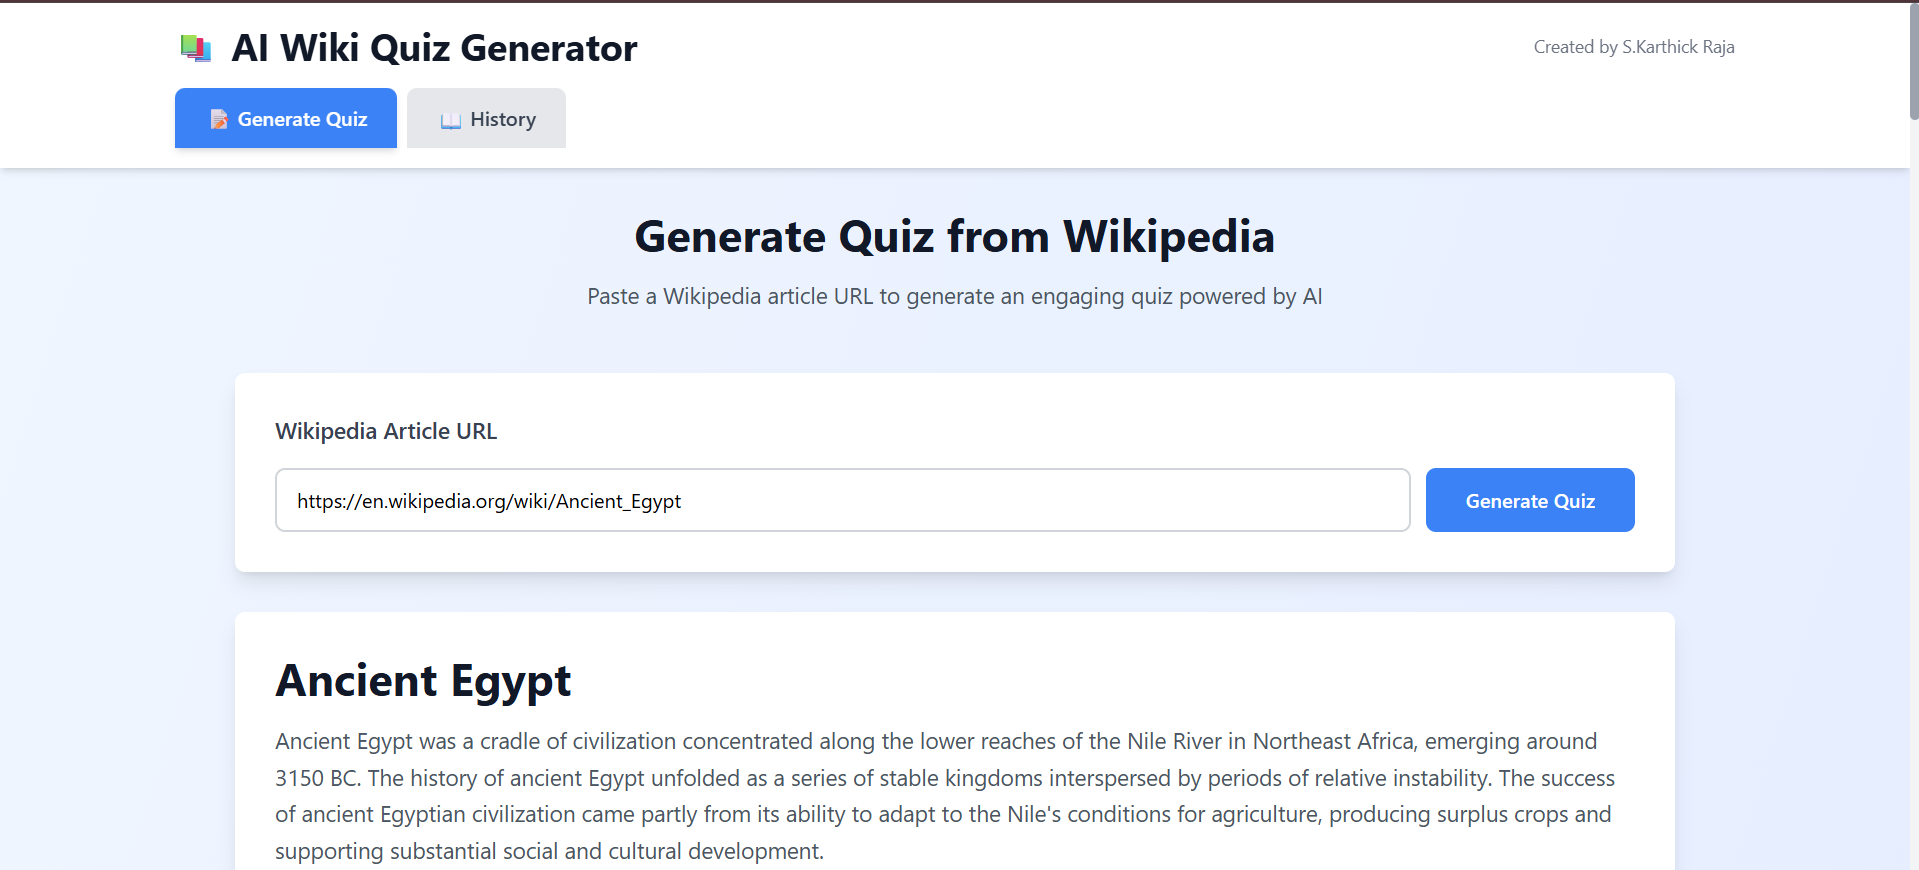 AI Wiki Quiz Generator
Created by S.Karthick Raja
Generate Quiz
History
Generate Quiz from Wikipedia
Paste a Wikipedia article URL to generate an engaging quiz powered by AI
Wikipedia Article URL
https://en.wikipedia.org/wiki/Ancient_Egypt
Generate Quiz
Ancient Egypt
Ancient Egypt was a cradle of civilization concentrated along the lower reaches of the Nile River in Northeast Africa, emerging around
3150 BC. The history of ancient Egypt unfolded as a series of stable kingdoms interspersed by periods of relative instability. The success
of ancient Egyptian civilization came partly from its ability to adapt to the Nile's conditions for agriculture, producing surplus crops and
supporting substantial social and cultural development.